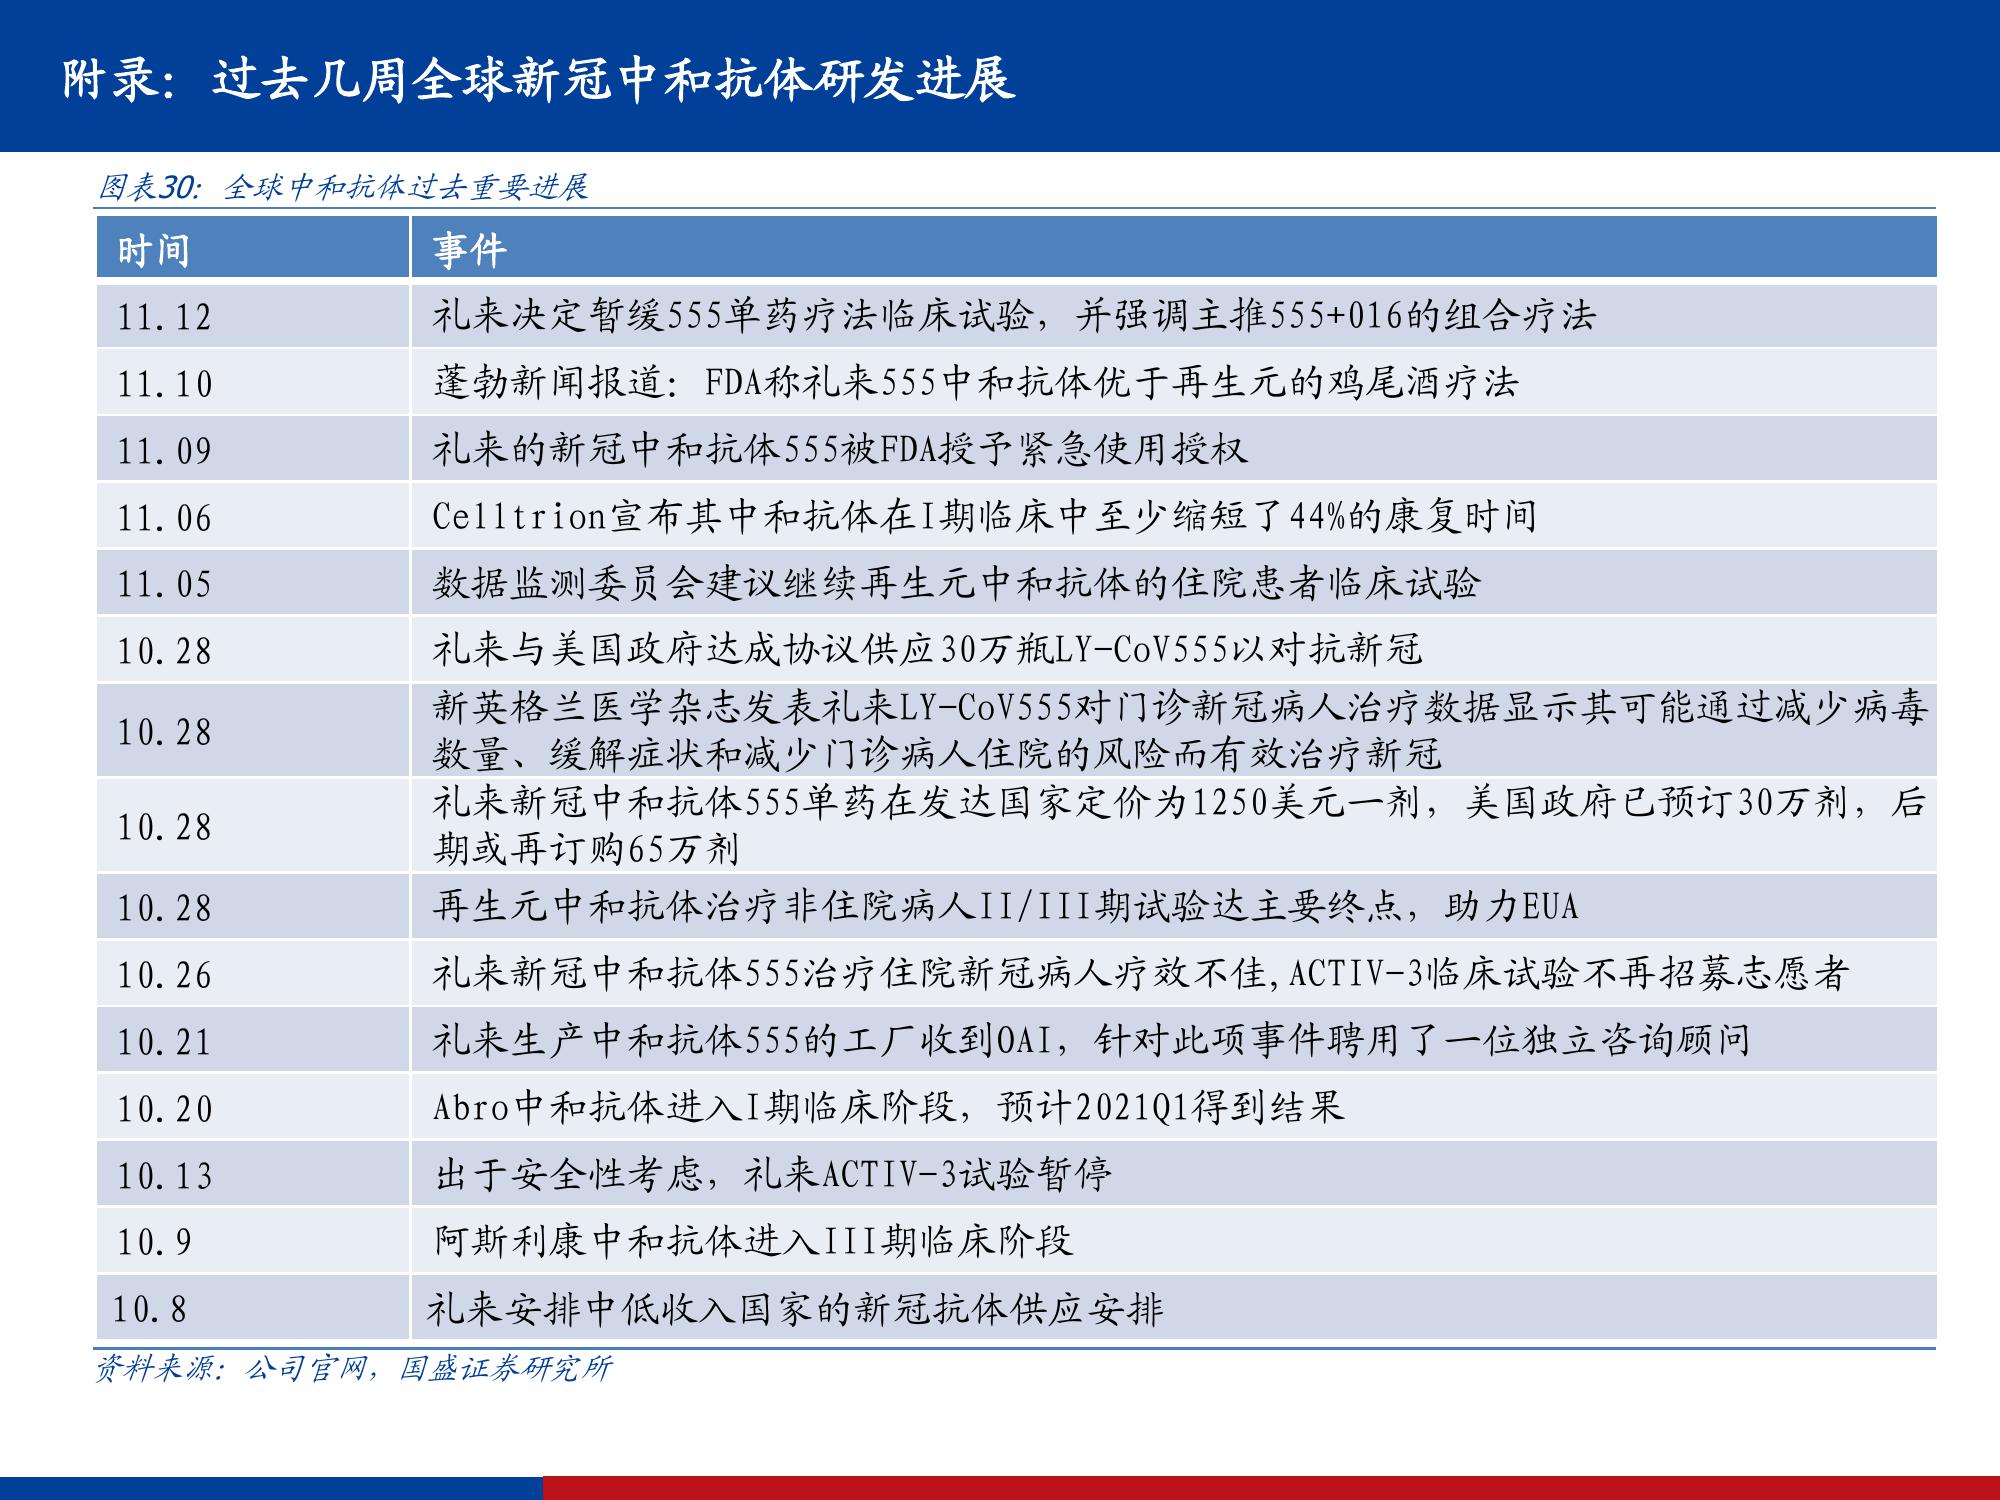 附录：过去几周全球新冠中和抗体研发进展
图表30：全球中和抗体过去重要进展
时间 事件
11.12 礼来决定暂缓555单药疗法临床试验，并强调主推555+016的组合疗法
11.10 蓬勃新闻报道：FDA称礼来555中和抗体优于再生元的鸡尾酒疗法
11.09 礼来的新冠中和抗体555被FDA授予紧急使用授权
11.06 Celltrion宣布其中和抗体在I期临床中至少缩短了44%的康复时间
11.05 数据监测委员会建议继续再生元中和抗体的住院患者临床试验
10.28 礼来与美国政府达成协议供应30万瓶LY-CoV555以对抗新冠
10.28 新英格兰医学杂志发表礼来LY-CoV555对门诊新冠病人治疗数据显示其可能通过减少病毒
数量、缓解症状和减少门诊病人住院的风险而有效治疗新冠
10.28 礼来新冠中和抗体555单药在发达国家定价为1250美元一剂，美国政府已预订30万剂，后
期或再订购65万剂
10.28 再生元中和抗体治疗非住院病人II/III期试验达主要终点，助力EUA
10.26 礼来新冠中和抗体555治疗住院新冠病人疗效不佳,ACTIV-3临床试验不再招募志愿者
10.21 礼来生产中和抗体555的工厂收到OAI，针对此项事件聘用了一位独立咨询顾问
10.20 Abro中和抗体进入I期临床阶段，预计2021Q1得到结果
10.13 出于安全性考虑，礼来ACTIV-3试验暂停
10.9 阿斯利康中和抗体进入III期临床阶段
10.8 礼来安排中低收入国家的新冠抗体供应安排
资料来源：公司官网，国盛证券研究所